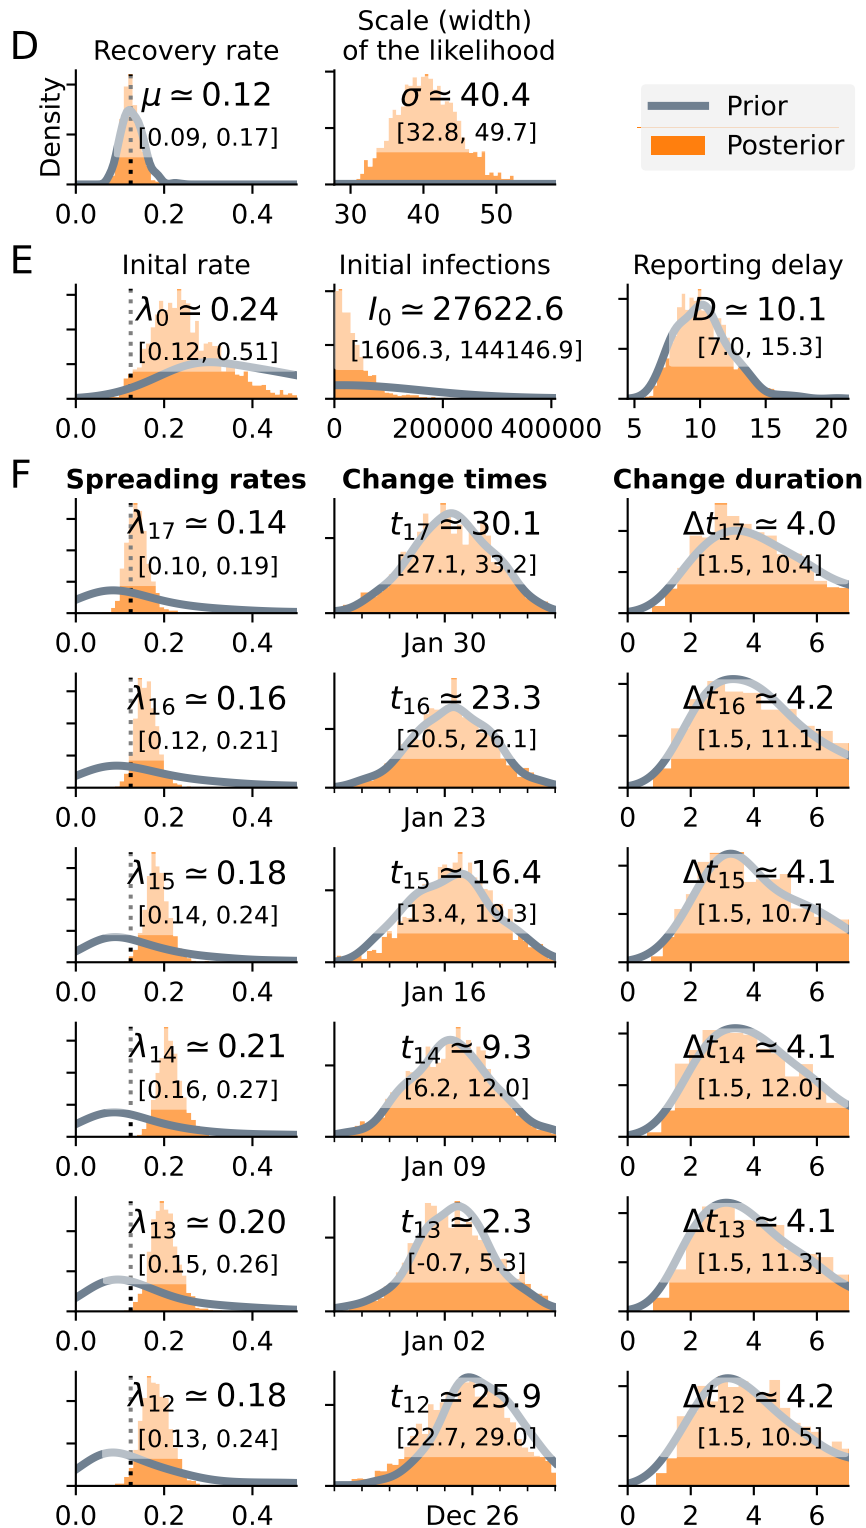 D
Recovery rate
Scale (width)
of the likelihood
Density
μ ≃ 0.12
[0.09, 0.17]
0.0 0.2 0.4
σ ≃ 40.4
[32.8, 49.7]
30 40 50
Prior
Posterior
E
Inital rate
λ0 ≃ 0.24
[0.12, 0.51]
0.0 0.2 0.4
Initial infections
I0 ≃ 27622.6
[1606.3, 144146.9]
0 200000 400000
Reporting delay
D ≃ 10.1
[7.0, 15.3]
5 10 15 20
F
Spreading rates Change times Change duration
λ17 ≃ 0.14
[0.10, 0.19]
0.0 0.2 0.4
t17 ≃ 30.1
[27.1, 33.2]
Jan 30
Δt17 ≃ 4.0
[1.5, 10.4]
0 2 4 6
λ16 ≃ 0.16
[0.12, 0.21]
0.0 0.2 0.4
t16 ≃ 23.3
[20.5, 26.1]
Jan 23
Δt16 ≃ 4.2
[1.5, 11.1]
0 2 4 6
λ15 ≃ 0.18
[0.14, 0.24]
0.0 0.2 0.4
t15 ≃ 16.4
[13.4, 19.3]
Jan 16
Δt15 ≃ 4.1
[1.5, 10.7]
0 2 4 6
λ14 ≃ 0.21
[0.16, 0.27]
0.0 0.2 0.4
t14 ≃ 9.3
[6.2, 12.0]
Jan 09
Δt14 ≃ 4.1
[1.5, 12.0]
0 2 4 6
λ13 ≃ 0.20
[0.15, 0.26]
0.0 0.2 0.4
t13 ≃ 2.3
[-0.7, 5.3]
Jan 02
Δt13 ≃ 4.1
[1.5, 11.3]
0 2 4 6
λ12 ≃ 0.18
[0.13, 0.24]
0.0 0.2 0.4
t12 ≃ 25.9
[22.7, 29.0]
Dec 26
Δt12 ≃ 4.2
[1.5, 10.5]
0 2 4 6